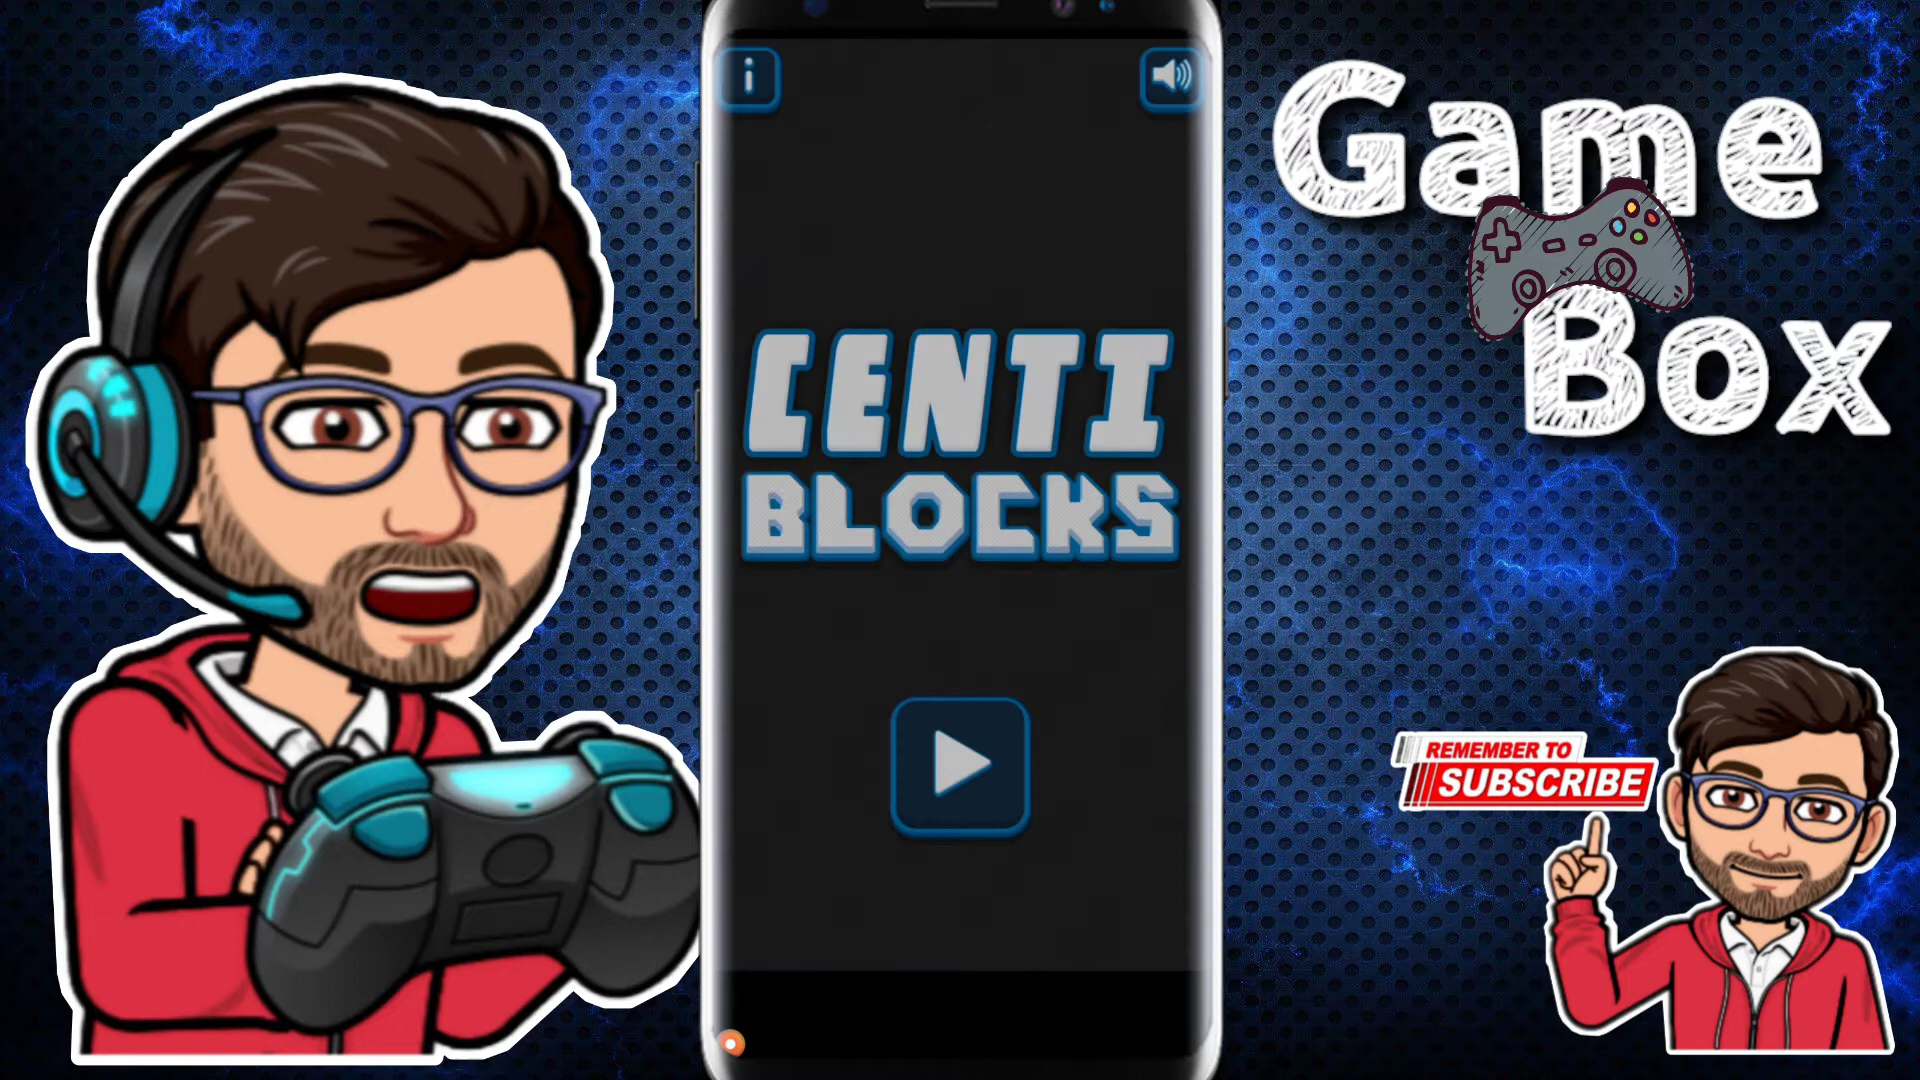 i
CENTI
BLOCKS
Game
Box
REMEMBER TO
SUBSCRIBE